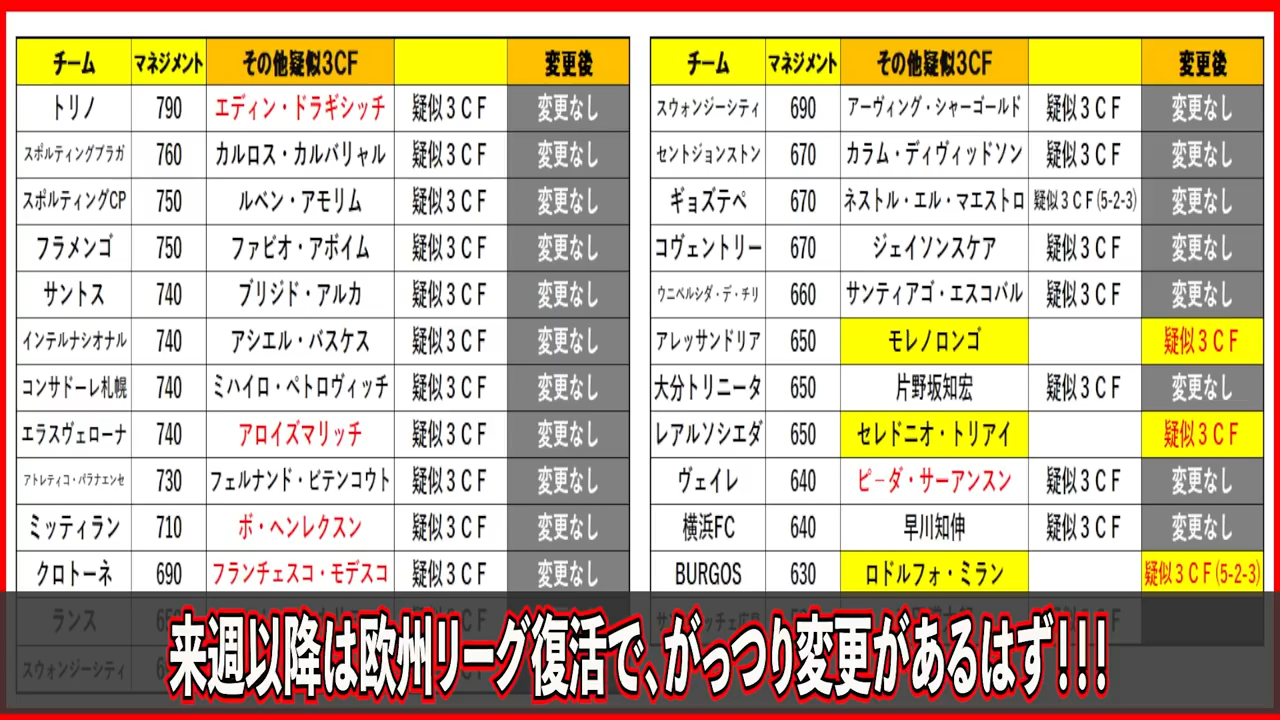 チーム マネジメント その他疑似3CF 変更後
トリノ 790 エディン・ドラギシッチ 疑似3CF 変更なし
スポルティングブラガ 760 カルロス・カルバリャル 疑似3CF 変更なし
スポルティングCP 750 ルベン・アモリム 疑似3CF 変更なし
フラメンゴ 750 ファビオ・アボイム 疑似3CF 変更なし
サントス 740 ブリジド・アルカ 疑似3CF 変更なし
インテルナシオナル 740 アシエル・バスケス 疑似3CF 変更なし
コンサドーレ札幌 740 ミハイロ・ペトロヴィッチ 疑似3CF 変更なし
エラスヴェローナ 740 アロイズマリッチ 疑似3CF 変更なし
アトレティコ・パラナエンセ 730 フェルナンド・ビテンコウト 疑似3CF 変更なし
ミッティラン 710 ボ・ヘンレクスン 疑似3CF 変更なし
クロトーネ 690 フランチェスコ・モデスコ 疑似3CF 変更なし
ランス
スウォンジーシティ
チーム マネジメント その他疑似3CF 変更後
スウォンジーシティ 690 アーヴィング・シャーゴールド 疑似3CF 変更なし
セントジョンストン 670 カラム・ディヴィッドソン 疑似3CF 変更なし
ギョズテペ 670 ネストル・エル・マエストロ 疑似3CF(5-2-3) 変更なし
コヴェントリー 670 ジェイソンスケア 疑似3CF 変更なし
ウニベルシダ・デ・チリ 660 サンティアゴ・エスコバル 疑似3CF 変更なし
アレッサンドリア 650 モレノロンゴ 疑似3CF
大分トリニータ 650 片野坂知宏 疑似3CF 変更なし
レアルソシエダ 650 セレドニオ・トリアイ 疑似3CF
ヴェイレ 640 ピーダ・サーアンスン 疑似3CF 変更なし
横浜FC 640 早川知伸 疑似3CF 変更なし
BURGOS 630 ロドルフォ・ミラン 疑似3CF(5-2-3)
来週以降は欧州リーグ復活で、がっつり変更があるはず!!!